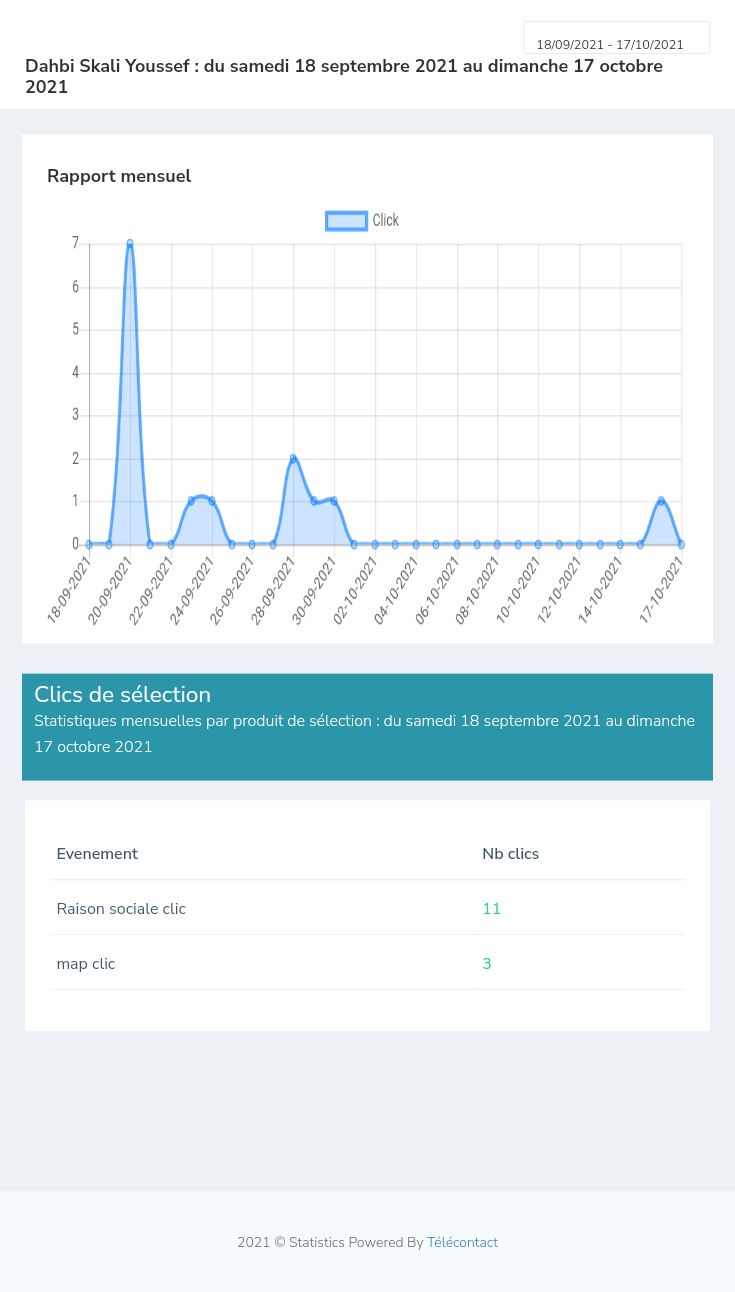 18/09/2021 - 17/10/2021
Dahbi Skali Youssef : du samedi 18 septembre 2021 au dimanche 17 octobre
2021
Rapport mensuel
Click
7
6
5
4
3
2
1
0
18-09-2021
20-09-2021
22-09-2021
24-09-2021
26-09-2021
28-09-2021
30-09-2021
02-10-2021
04-10-2021
06-10-2021
08-10-2021
10-10-2021
12-10-2021
14-10-2021
17-10-2021
Clics de sélection
Statistiques mensuelles par produit de sélection : du samedi 18 septembre 2021 au dimanche
17 octobre 2021
Evenement Nb clics
Raison sociale clic 11
map clic 3
2021 © Statistics Powered By Télécontact